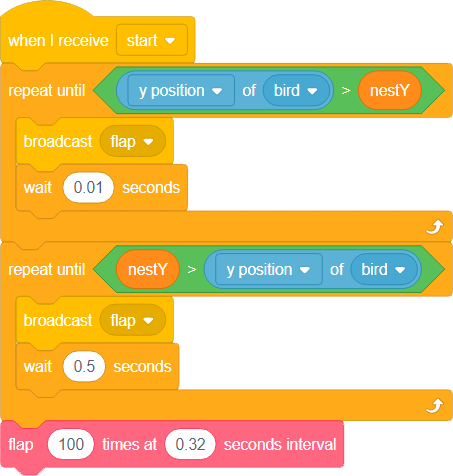 when I receive start
repeat until y position of bird > nestY
broadcast flap
wait 0.01 seconds
repeat until nestY > y position of bird
broadcast flap
wait 0.5 seconds
flap 100 times at 0.32 seconds interval